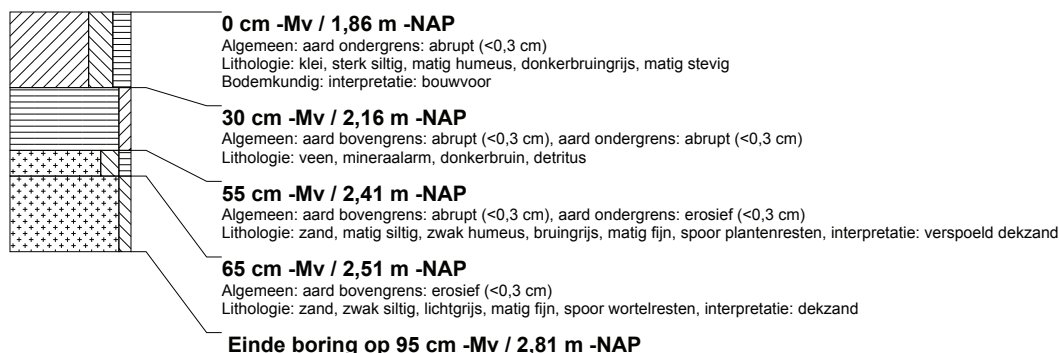 0 cm -Mv / 1,86 m -NAP
Algemeen: aard ondergrens: abrupt (<0,3 cm)
Lithologie: klei, sterk siltig, matig humeus, donkerbruingrijs, matig stevig
Bodemkundig: interpretatie: bouwvoor
30 cm -Mv / 2,16 m -NAP
Algemeen: aard bovengrens: abrupt (<0,3 cm), aard ondergrens: abrupt (<0,3 cm)
Lithologie: veen, mineraalarm, donkerbruin, detritus
55 cm -Mv / 2,41 m -NAP
Algemeen: aard bovengrens: abrupt (<0,3 cm), aard ondergrens: erosief (<0,3 cm)
Lithologie: zand, matig siltig, zwak humeus, bruingrijs, matig fijn, spoor plantenresten, interpretatie: verspoeld dekzand
65 cm -Mv / 2,51 m -NAP
Algemeen: aard bovengrens: erosief (<0,3 cm)
Lithologie: zand, zwak siltig, lichtgrijs, matig fijn, spoor wortelresten, interpretatie: dekzand
Einde boring op 95 cm -Mv / 2,81 m -NAP